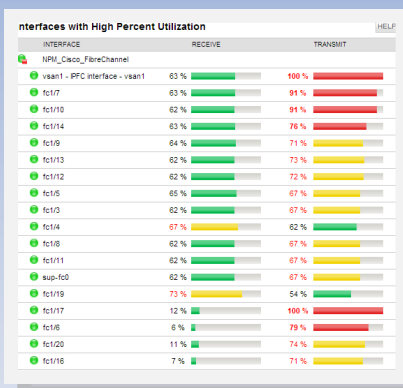 nterfaces with High Percent Utilization HELP
INTERFACE RECEIVE TRANSMIT
NPM_Cisco_FibreChannel
vsan1 - IPFC interface - vsan1 63 % 100 %
fc1/7 63 % 91 %
fc1/10 62 % 91 %
fc1/14 63 % 76 %
fc1/9 64 % 71 %
fc1/13 62 % 73 %
fc1/12 62 % 72 %
fc1/5 65 % 67 %
fc1/3 62 % 67 %
fc1/4 67 % 62 %
fc1/8 62 % 67 %
fc1/11 62 % 67 %
sup-fc0 62 % 67 %
fc1/19 73 % 54 %
fc1/17 12 % 100 %
fc1/6 6 % 79 %
fc1/20 11 % 74 %
fc1/16 7 % 71 %